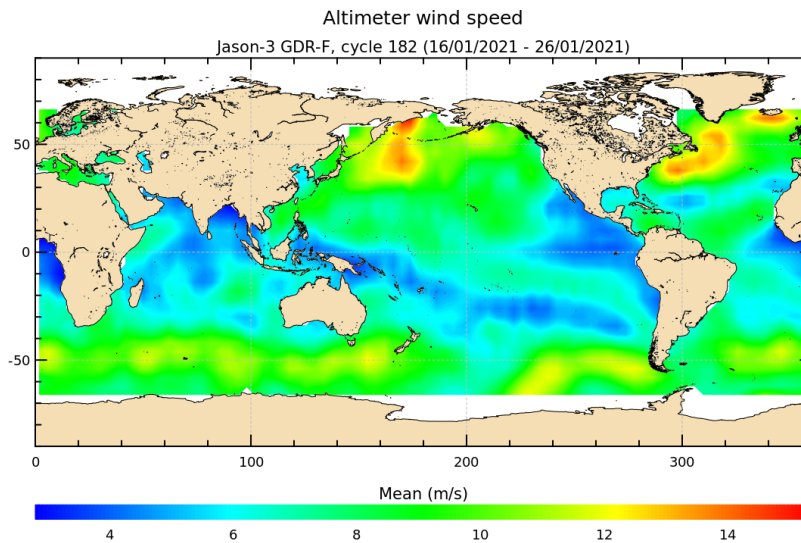 Altimeter wind speed
Jason-3 GDR-F, cycle 182 (16/01/2021 - 26/01/2021)
50
0
-50
0 100 200 300
Mean (m/s)
4 6 8 10 12 14